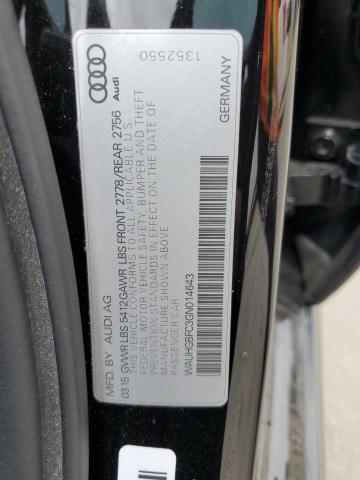 MFD. BY AUDI AG
03.15 GVWR LBS 5412;GAWR LBS FRONT 2778/REAR 2756
THIS VEHICLE CONFORMS TO ALL APPLICABLE U S
FEDERAL MOTOR VEHICLE SAFETY, BUMPER AND THEFT
PREVENTION STANDARDS IN EFFECT ON THE DATE OF
MANUFACTURE SHOWN ABOVE
PASSENGER CAR
WAUHGBFC3GN014643
Audi
1352550
GERMANY